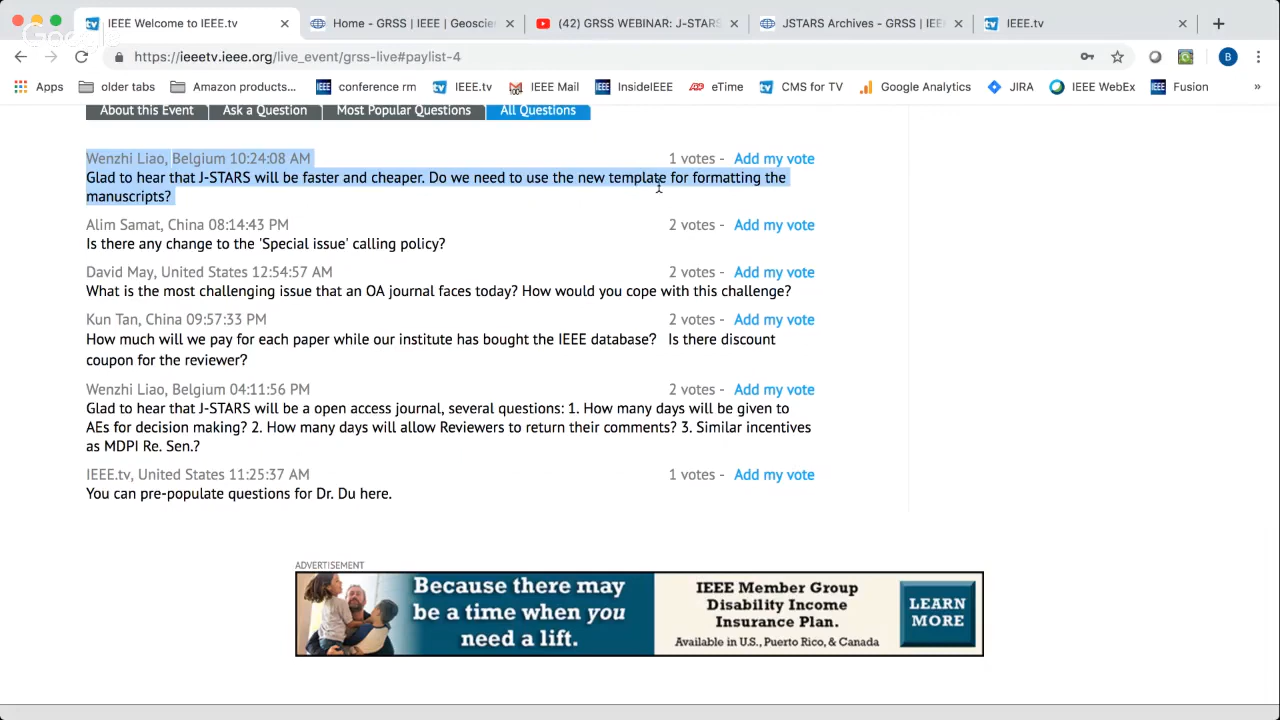 IEEE Welcome to IEEE.tv
Home - GRSS | IEEE | Geoscier
(42) GRSS WEBINAR: J-STARS
JSTARS Archives - GRSS | IEEE
IEEE.tv
https://ieeetv.ieee.org/live_event/grss-live#paylist-4
B
Apps
older tabs
Amazon produc...
conference rm
IEEE.tv
IEEE Mail
InsideIEEE
eTime
CMS for TV
Google Analytics
JIRA
IEEE WebEx
Fusion
»
About this Event
Ask a Question
Most Popular Questions
All Questions
Wenzhi Liao, Belgium 10:24:08 AM
1 votes - Add my vote
Glad to hear that J-STARS will be faster and cheaper. Do we need to use the new template for formatting the
manuscripts?
Alim Samat, China 08:14:43 PM
2 votes - Add my vote
Is there any change to the 'Special issue' calling policy?
David May, United States 12:54:57 AM
2 votes - Add my vote
What is the most challenging issue that an OA journal faces today? How would you cope with this challenge?
Kun Tan, China 09:57:33 PM
2 votes - Add my vote
How much will we pay for each paper while our institute has bought the IEEE database? Is there discount
coupon for the reviewer?
Wenzhi Liao, Belgium 04:11:56 PM
2 votes - Add my vote
Glad to hear that J-STARS will be a open access journal, several questions: 1. How many days will be given to
AEs for decision making? 2. How many days will allow Reviewers to return their comments? 3. Similar incentives
as MDPI Re. Sen.?
IEEE.tv, United States 11:25:37 AM
1 votes - Add my vote
You can pre-populate questions for Dr. Du here.
ADVERTISEMENT
Because there may
be a time when you
need a lift.
IEEE Member Group
Disability Income
Insurance Plan.
Available in U.S., Puerto Rico, & Canada
LEARN
MORE